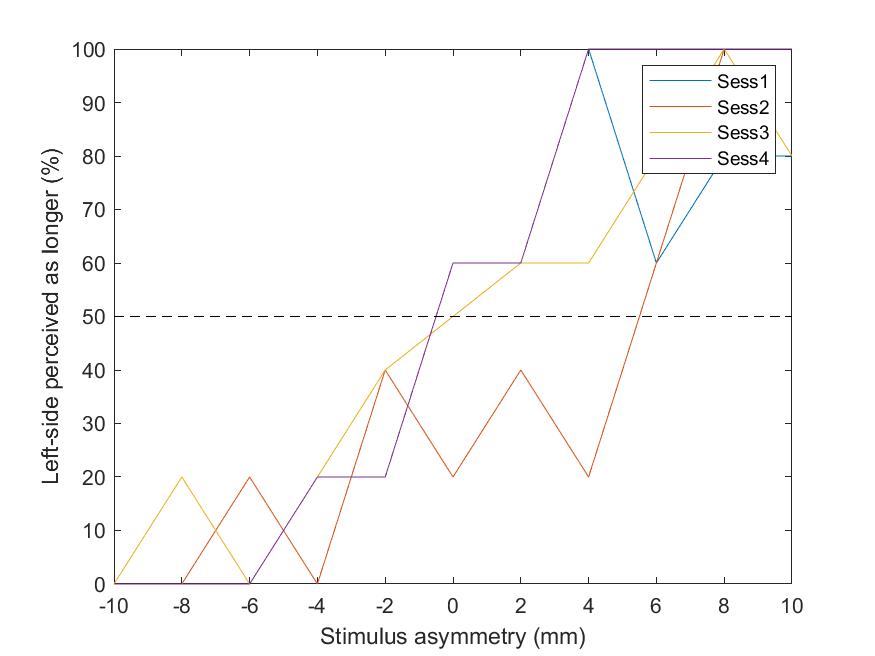 100
90
80
70
60
50
40
30
20
10
0
Left-side perceived as longer (%)
Sess1
Sess2
Sess3
Sess4
-10 -8 -6 -4 -2 0 2 4 6 8 10
Stimulus asymmetry (mm)